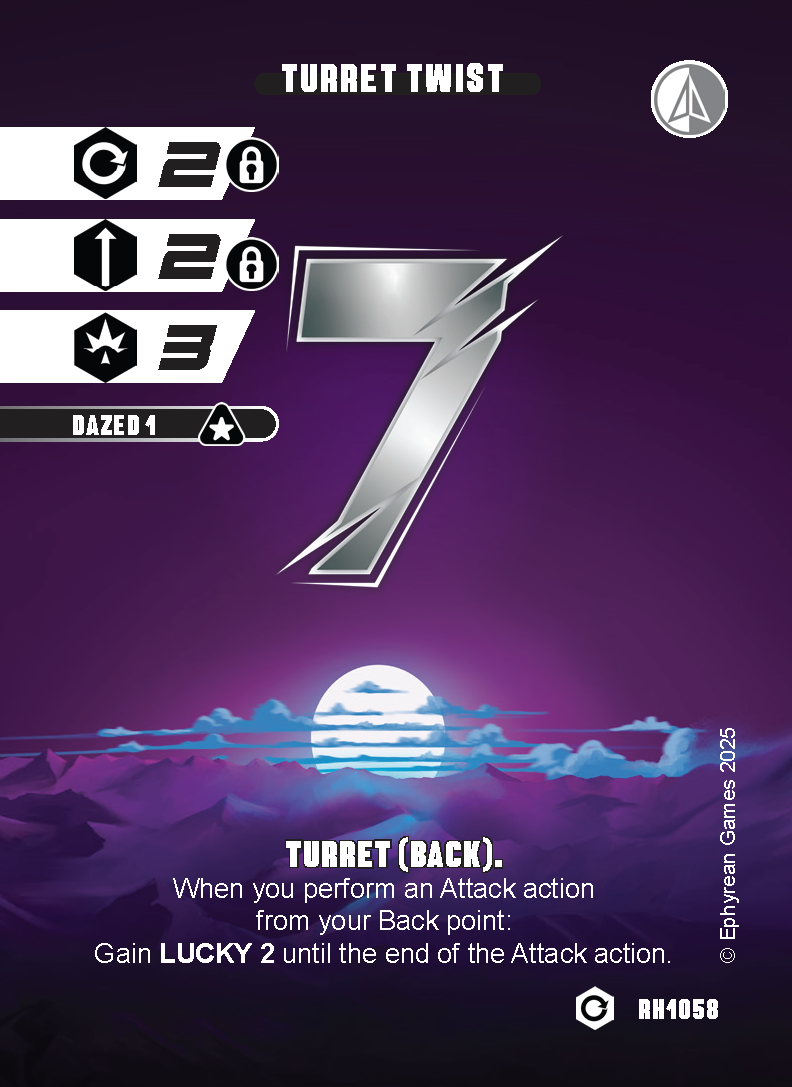 TURRET TWIST
2
2
3
DAZED 1
7
TURRET (BACK).
When you perform an Attack action
from your Back point:
Gain LUCKY 2 until the end of the Attack action.
© Ephyrean Games 2025
RH1058